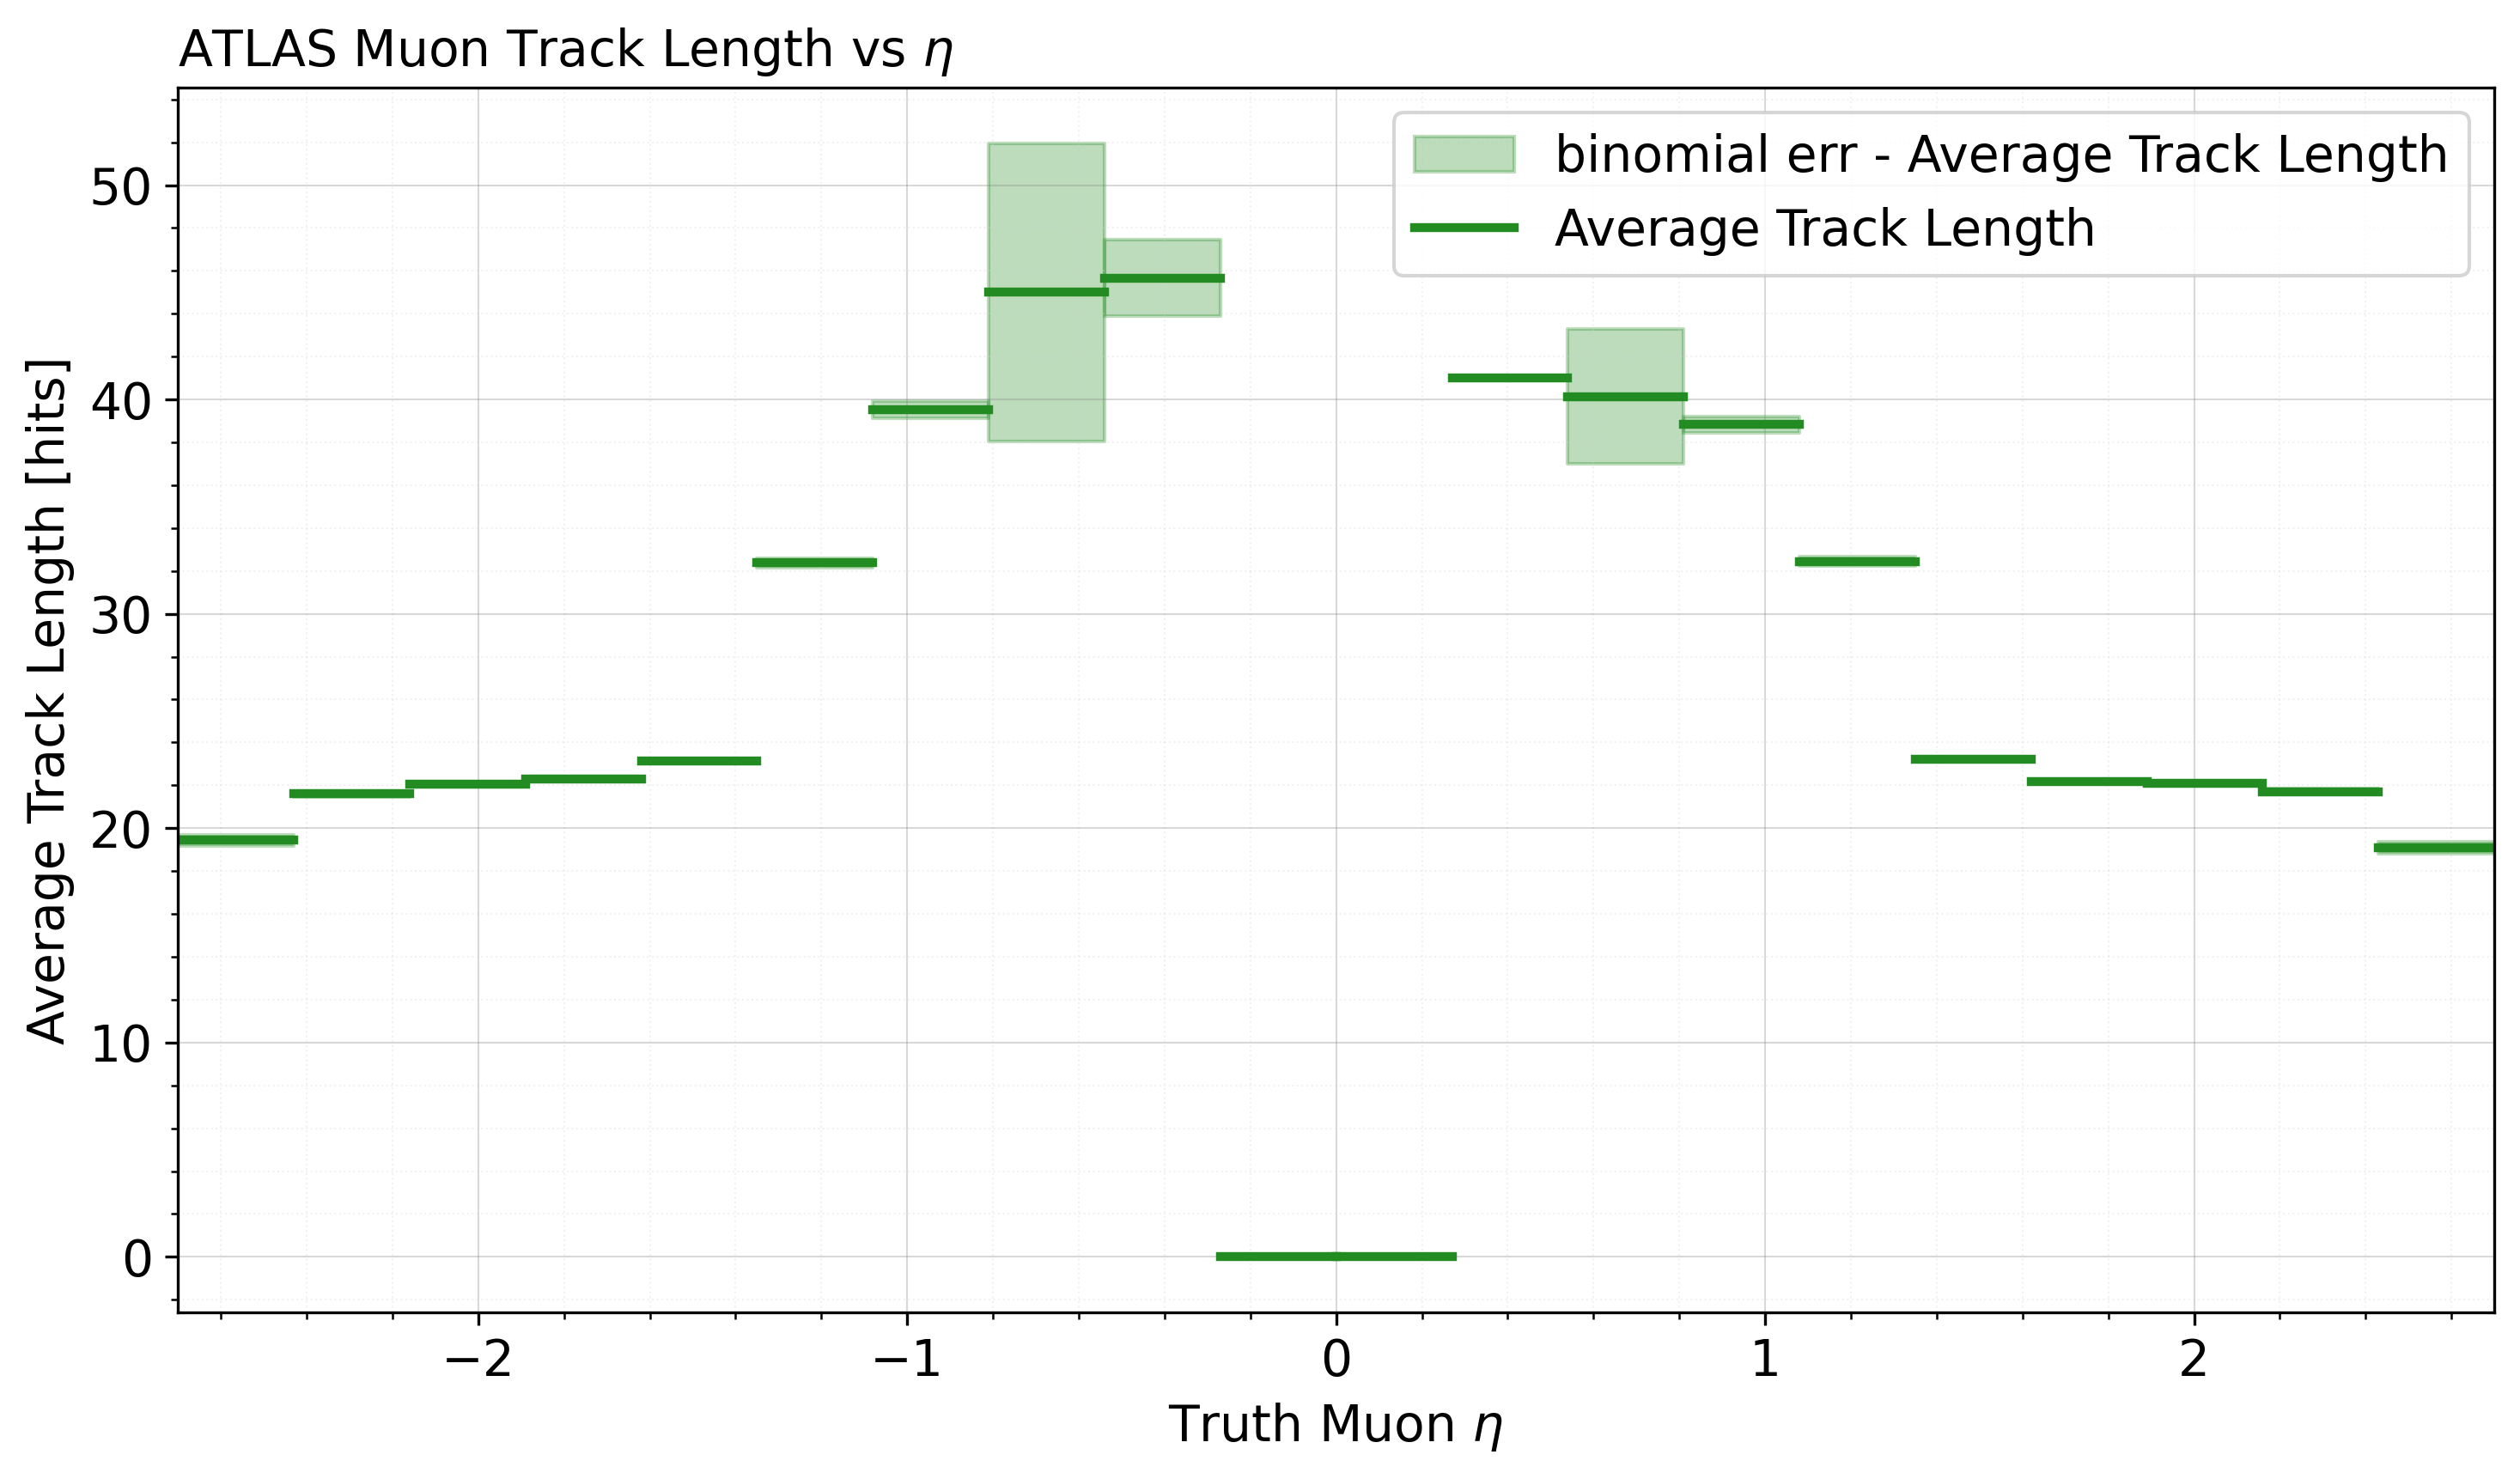 ATLAS Muon Track Length vs η
binomial err - Average Track Length
Average Track Length
Average Track Length [hits]
50
40
30
20
10
0
−2
−1
0
1
2
Truth Muon η